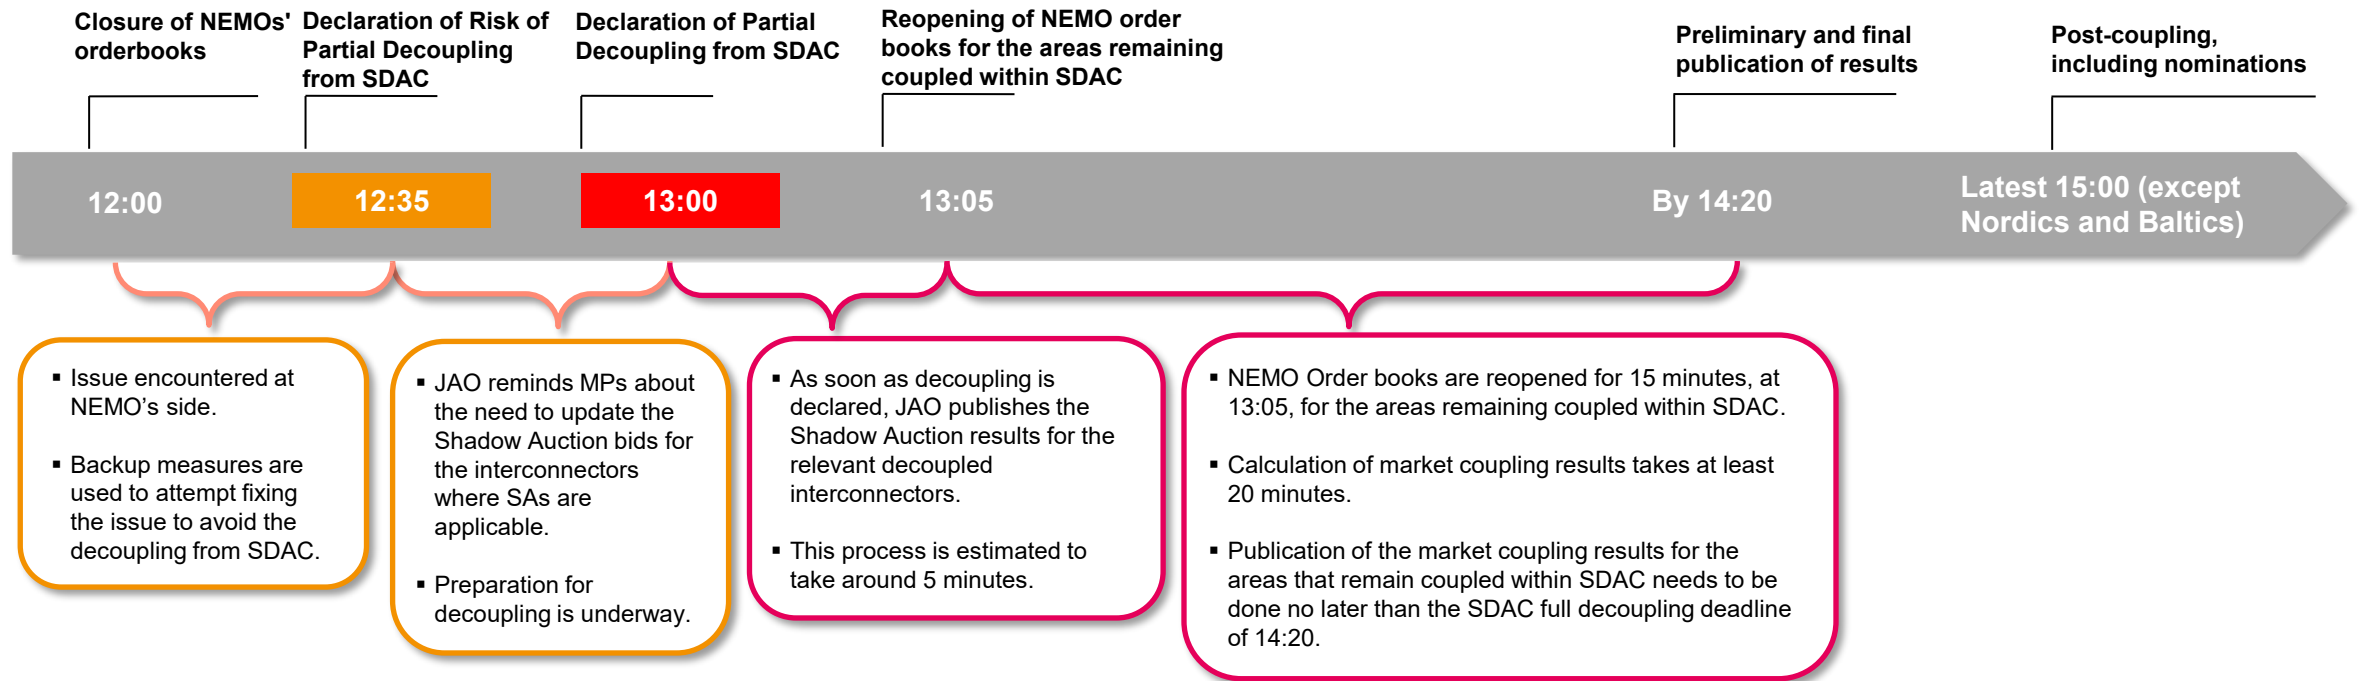 Closure of NEMOs'
orderbooks
Declaration of Risk of
Partial Decoupling
from SDAC
Declaration of Partial
Decoupling from SDAC
Reopening of NEMO order
books for the areas remaining
coupled within SDAC
Preliminary and final
publication of results
Post-coupling,
including nominations
12:00
12:35
13:00
13:05
By 14:20
Latest 15:00 (except
Nordics and Baltics)
▪ Issue encountered at
NEMO's side.
▪ Backup measures are
used to attempt fixing
the issue to avoid the
decoupling from SDAC.
▪ JAO reminds MPs about
the need to update the
Shadow Auction bids for
the interconnectors
where SAs are
applicable.
▪ Preparation for
decoupling is underway.
▪ As soon as decoupling is
declared, JAO publishes the
Shadow Auction results for the
relevant decoupled
interconnectors.
▪ This process is estimated to
take around 5 minutes.
▪ NEMO Order books are reopened for 15 minutes, at
13:05, for the areas remaining coupled within SDAC.
▪ Calculation of market coupling results takes at least
20 minutes.
▪ Publication of the market coupling results for the
areas that remain coupled within SDAC needs to be
done no later than the SDAC full decoupling deadline
of 14:20.